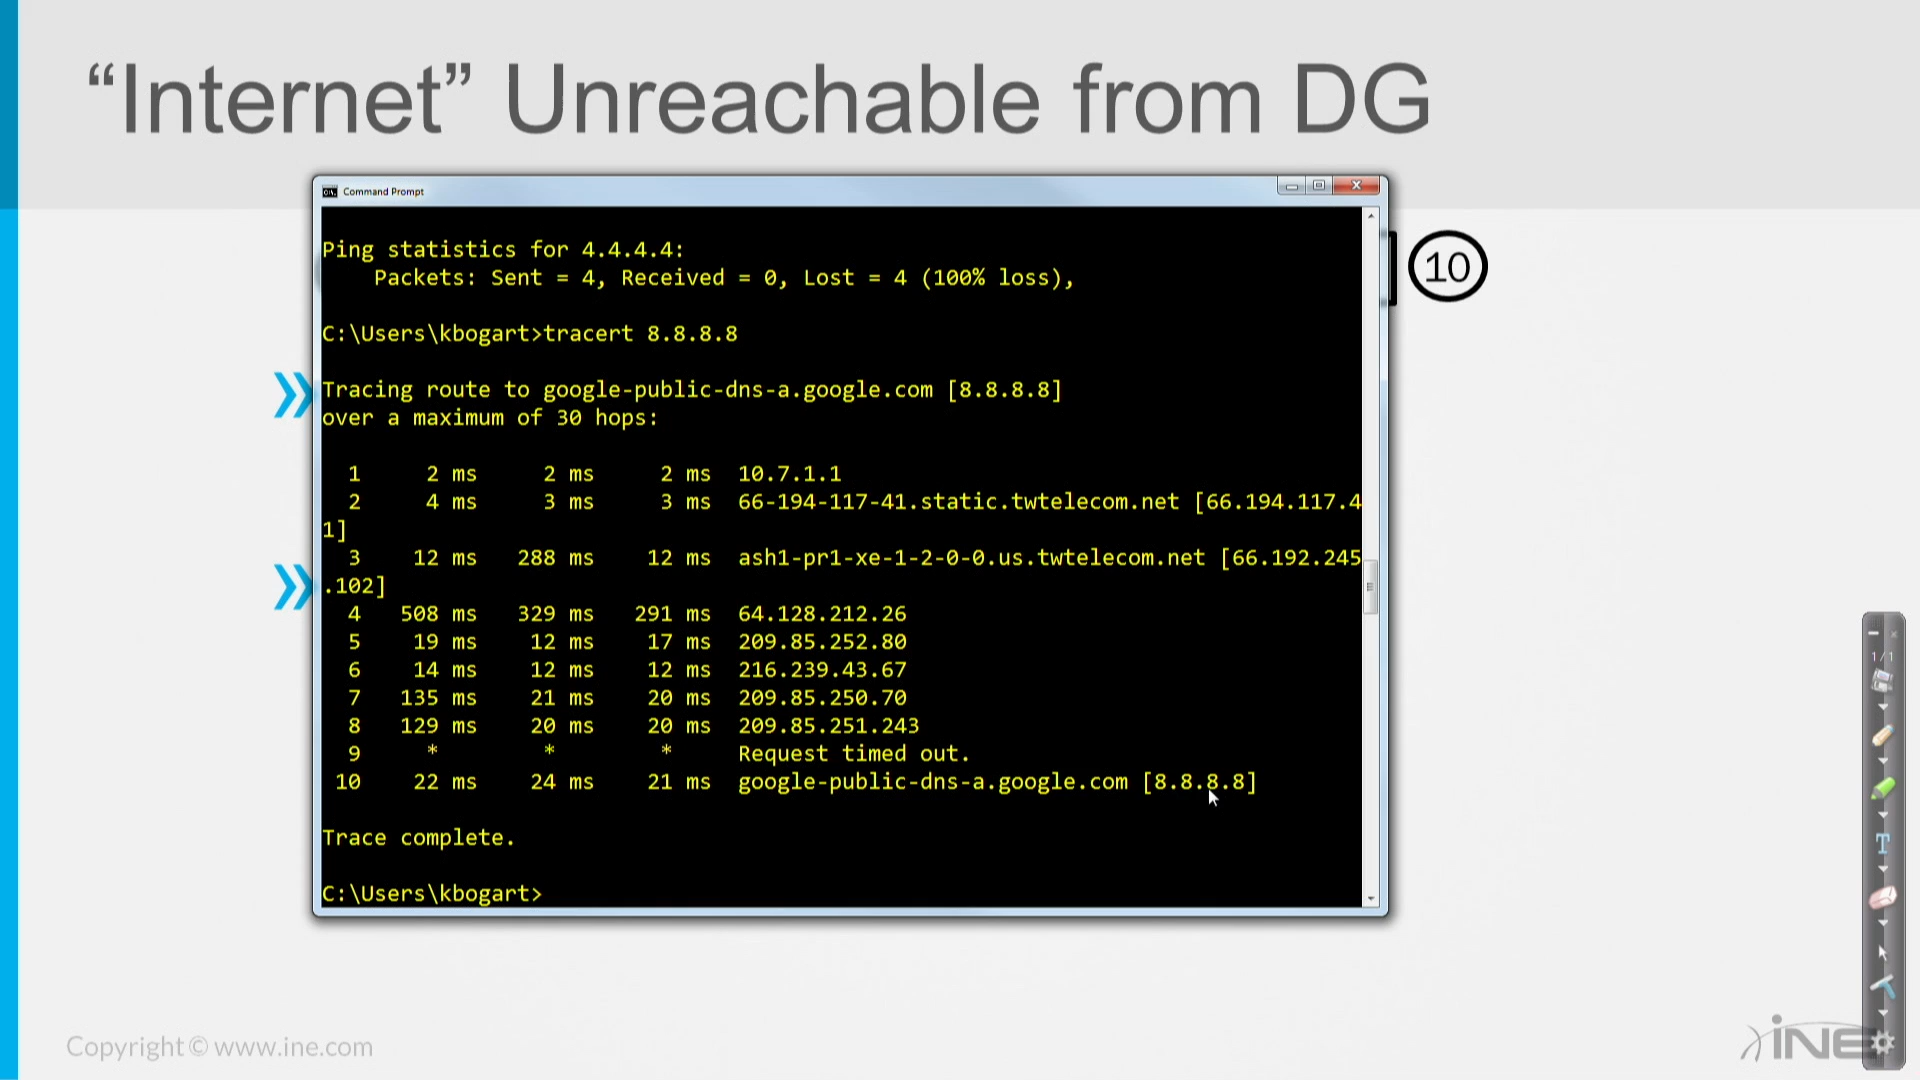 “Internet” Unreachable from DG
Command Prompt
10
Ping statistics for 4.4.4.4:
    Packets: Sent = 4, Received = 0, Lost = 4 (100% loss),
C:\Users\kbogart>tracert 8.8.8.8
Tracing route to google-public-dns-a.google.com [8.8.8.8]
over a maximum of 30 hops:
  1     2 ms     2 ms     2 ms  10.7.1.1
  2     4 ms     3 ms     3 ms  66-194-117-41.static.twtelecom.net [66.194.117.4
1]
  3    12 ms   288 ms    12 ms  ash1-pr1-xe-1-2-0-0.us.twtelecom.net [66.192.245
.102]
  4   508 ms   329 ms   291 ms  64.128.212.26
  5    19 ms    12 ms    17 ms  209.85.252.80
  6    14 ms    12 ms    12 ms  216.239.43.67
  7   135 ms    21 ms    20 ms  209.85.250.70
  8   129 ms    20 ms    20 ms  209.85.251.243
  9     *        *        *     Request timed out.
 10    22 ms    24 ms    21 ms  google-public-dns-a.google.com [8.8.8.8]
Trace complete.
C:\Users\kbogart>
1/1
T
Copyright © www.ine.com
iNE